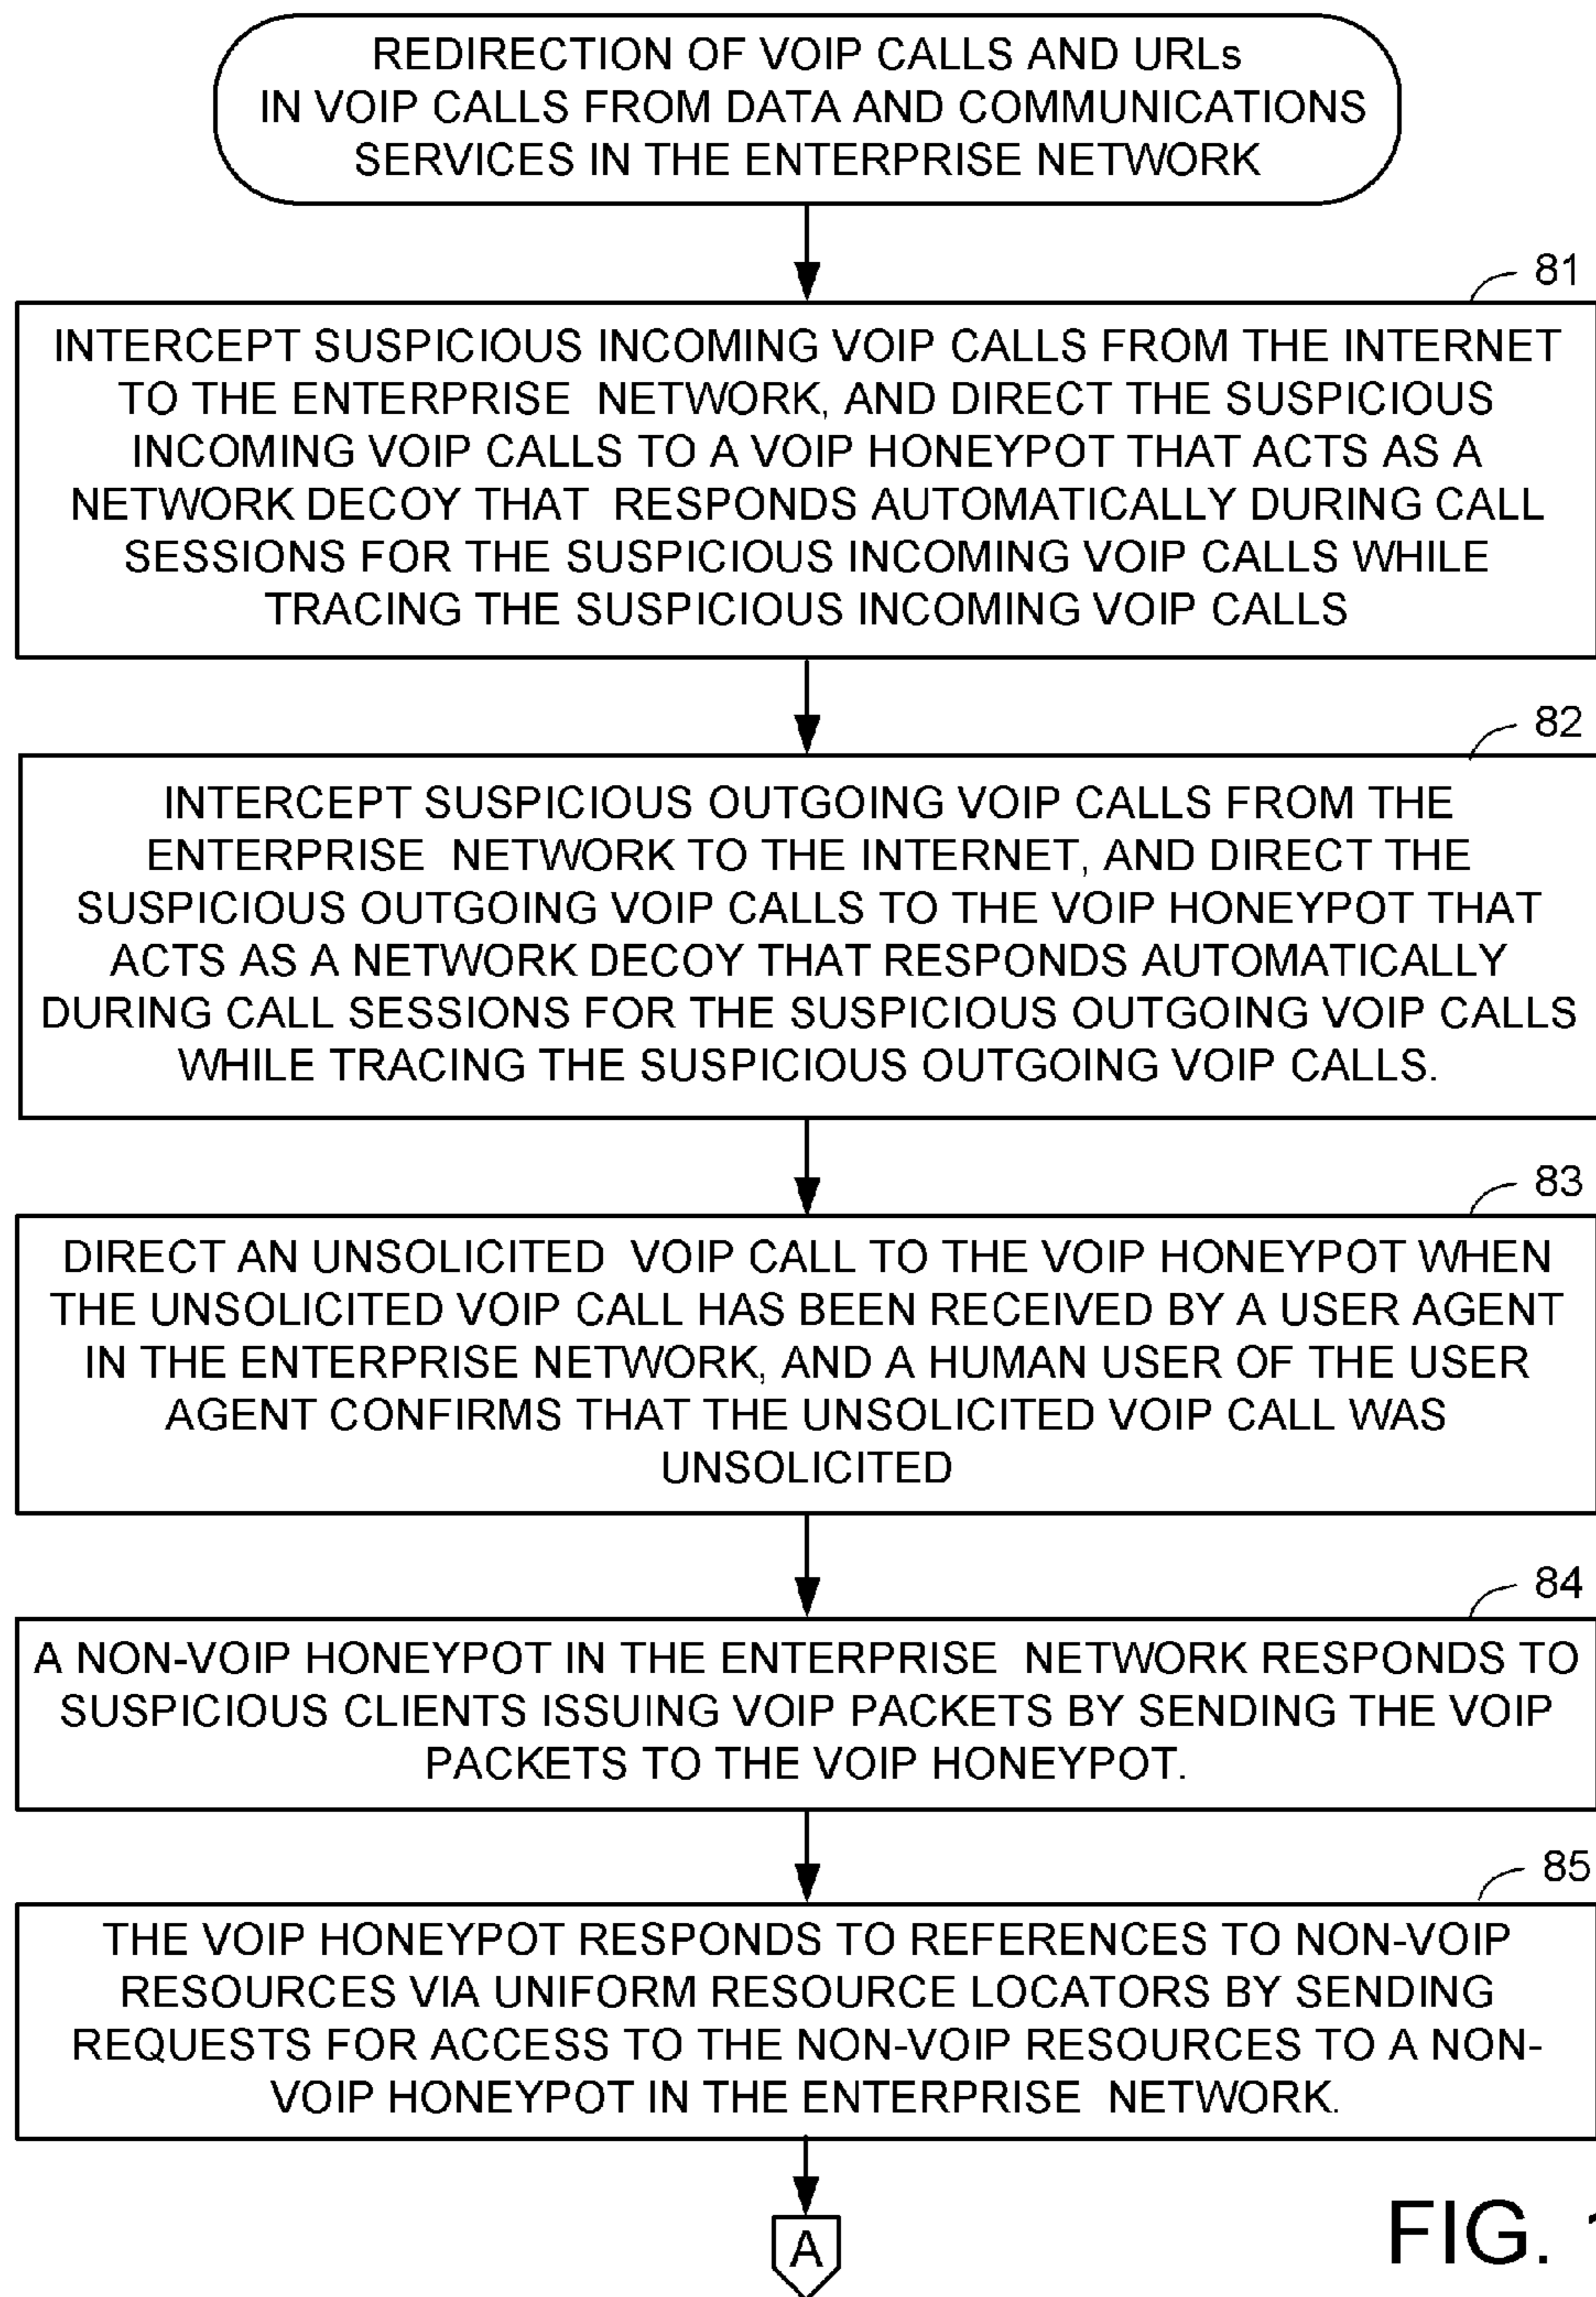 REDIRECTION OF VOIP CALLS AND URLs
IN VOIP CALLS FROM DATA AND COMMUNICATIONS
SERVICES IN THE ENTERPRISE NETWORK
81
INTERCEPT SUSPICIOUS INCOMING VOIP CALLS FROM THE INTERNET
TO THE ENTERPRISE NETWORK, AND DIRECT THE SUSPICIOUS
INCOMING VOIP CALLS TO A VOIP HONEYPOT THAT ACTS AS A
NETWORK DECOY THAT RESPONDS AUTOMATICALLY DURING CALL
SESSIONS FOR THE SUSPICIOUS INCOMING VOIP CALLS WHILE
TRACING THE SUSPICIOUS INCOMING VOIP CALLS
82
INTERCEPT SUSPICIOUS OUTGOING VOIP CALLS FROM THE
ENTERPRISE NETWORK TO THE INTERNET, AND DIRECT THE
SUSPICIOUS OUTGOING VOIP CALLS TO THE VOIP HONEYPOT THAT
ACTS AS A NETWORK DECOY THAT RESPONDS AUTOMATICALLY
DURING CALL SESSIONS FOR THE SUSPICIOUS OUTGOING VOIP CALLS
WHILE TRACING THE SUSPICIOUS OUTGOING VOIP CALLS.
83
DIRECT AN UNSOLICITED VOIP CALL TO THE VOIP HONEYPOT WHEN
THE UNSOLICITED VOIP CALL HAS BEEN RECEIVED BY A USER AGENT
IN THE ENTERPRISE NETWORK, AND A HUMAN USER OF THE USER
AGENT CONFIRMS THAT THE UNSOLICITED VOIP CALL WAS
UNSOLICITED
84
A NON-VOIP HONEYPOT IN THE ENTERPRISE NETWORK RESPONDS TO
SUSPICIOUS CLIENTS ISSUING VOIP PACKETS BY SENDING THE VOIP
PACKETS TO THE VOIP HONEYPOT.
85
THE VOIP HONEYPOT RESPONDS TO REFERENCES TO NON-VOIP
RESOURCES VIA UNIFORM RESOURCE LOCATORS BY SENDING
REQUESTS FOR ACCESS TO THE NON-VOIP RESOURCES TO A NON-
VOIP HONEYPOT IN THE ENTERPRISE NETWORK.
A
FIG.